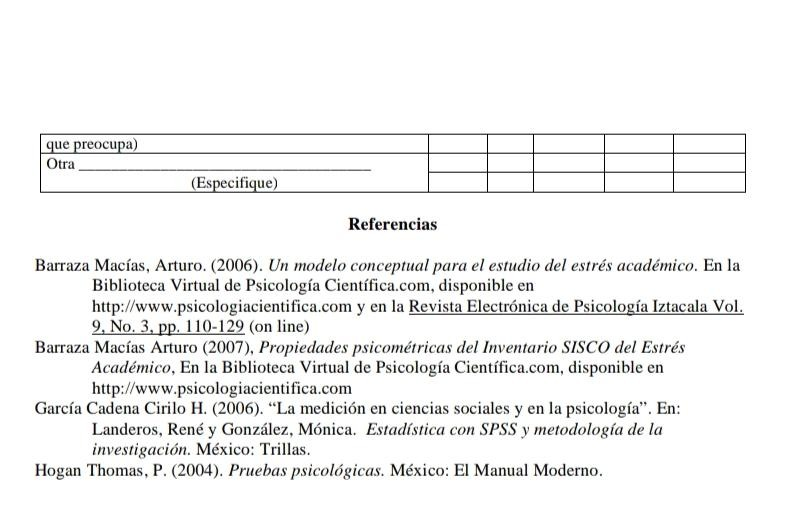 que preocupa)
Otra ____________________________________
(Especifique)
Referencias
Barraza Macías, Arturo. (2006). Un modelo conceptual para el estudio del estrés académico. En la
Biblioteca Virtual de Psicología Científica.com, disponible en
http://www.psicologiacientifica.com y en la Revista Electrónica de Psicología Iztacala Vol.
9, No. 3, pp. 110-129 (on line)
Barraza Macías Arturo (2007), Propiedades psicométricas del Inventario SISCO del Estrés
Académico, En la Biblioteca Virtual de Psicología Científica.com, disponible en
http://www.psicologiacientifica.com
García Cadena Cirilo H. (2006). “La medición en ciencias sociales y en la psicología”. En:
Landeros, René y González, Mónica. Estadística con SPSS y metodología de la
investigación. México: Trillas.
Hogan Thomas, P. (2004). Pruebas psicológicas. México: El Manual Moderno.